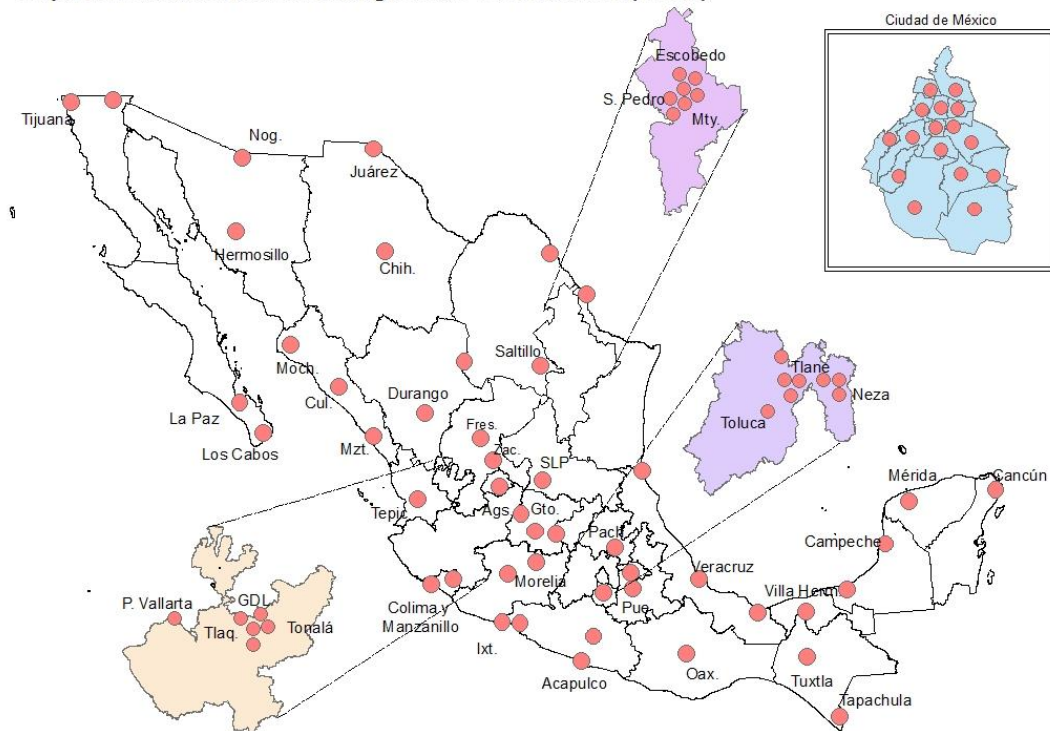 Ciudad de México
Escobedo
S. Pedro
Mty.
Tijuana
Nog.
Juárez
Hermosillo
Chih.
Saltillo
Moch.
Cul.
Durango
La Paz
Los Cabos
Mzt.
Fres.
Zac.
SLP
Tlane
Neza
Toluca
Tepic
Ags.
Gto.
Pach.
Mérida
Cancún
Campeche
Veracruz
Villa Herm.
P. Vallarta
GDL
Tlaq.
Tonalá
Morelia
Colima y
Manzanillo
Pue.
Ixt.
Acapulco
Oax.
Tuxtla
Tapachula